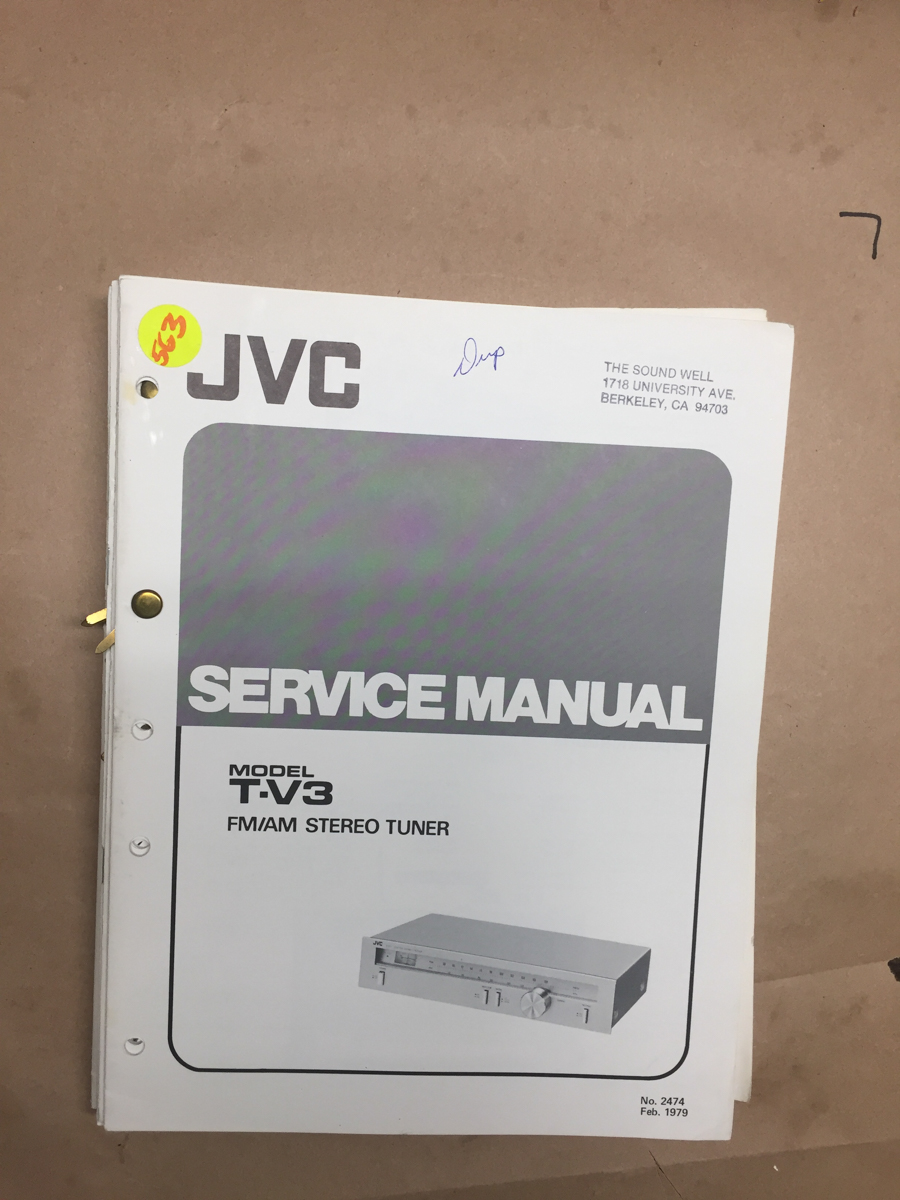 563
JVC
Dup
THE SOUND WELL
1718 UNIVERSITY AVE.
BERKELEY, CA 94703
SERVICE MANUAL
MODEL
T-V3
FM/AM STEREO TUNER
JVC
No. 2474
Feb. 1979